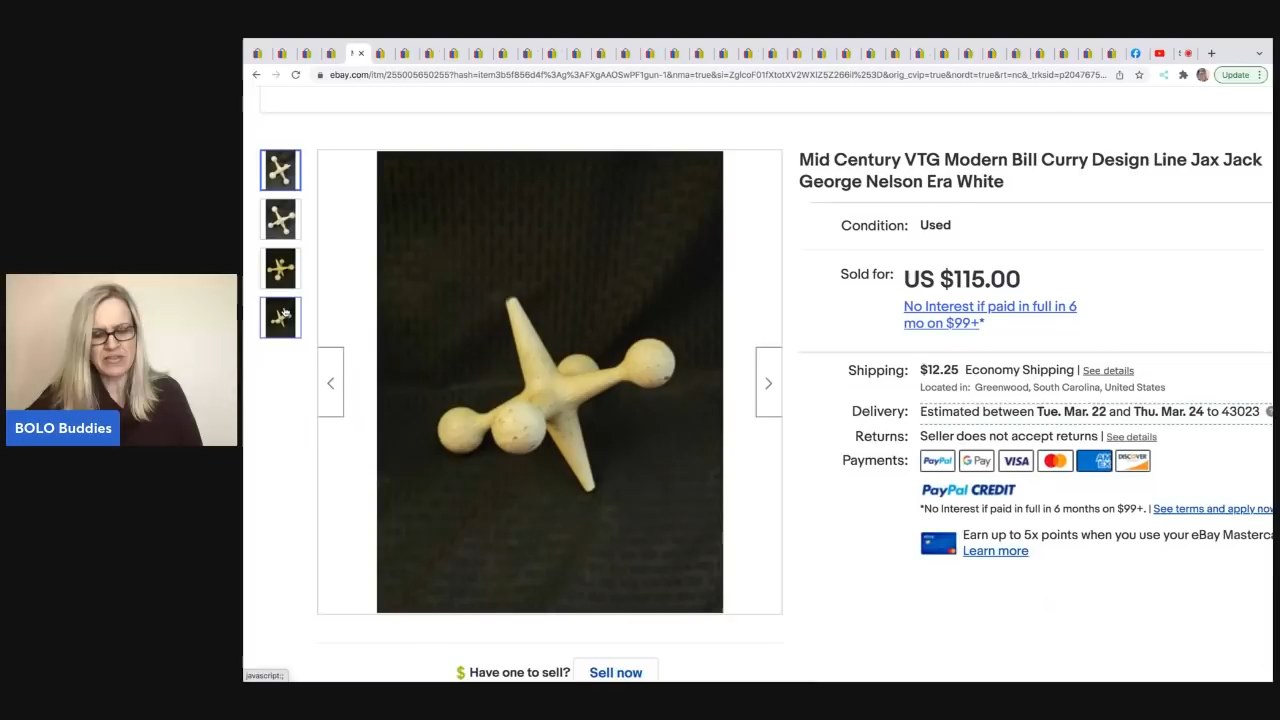 ebay.com/itm/255005650255?hash=item3b5f856d4f%3Ag%3AFXgAAOSwPF1gun-1&nma=true&si=ZglcoF01fXtotXV2WXIZ5Z266iI%253D&orig_cvip=true&nordt=true&rt=nc&_trksid=p2047675...
Update
Mid Century VTG Modern Bill Curry Design Line Jax Jack
George Nelson Era White
Condition: Used
Sold for: US $115.00
No Interest if paid in full in 6
mo on $99+*
Shipping: $12.25 Economy Shipping | See details
Located in: Greenwood, South Carolina, United States
Delivery: Estimated between Tue. Mar. 22 and Thu. Mar. 24 to 43023
Returns: Seller does not accept returns | See details
Payments: PayPal G Pay VISA MasterCard AM EX DISCOVER
PayPal CREDIT
*No Interest if paid in full in 6 months on $99+. | See terms and apply now
Earn up to 5x points when you use your eBay Masterca
Learn more
BOLO Buddies
Have one to sell? Sell now
javascript:;